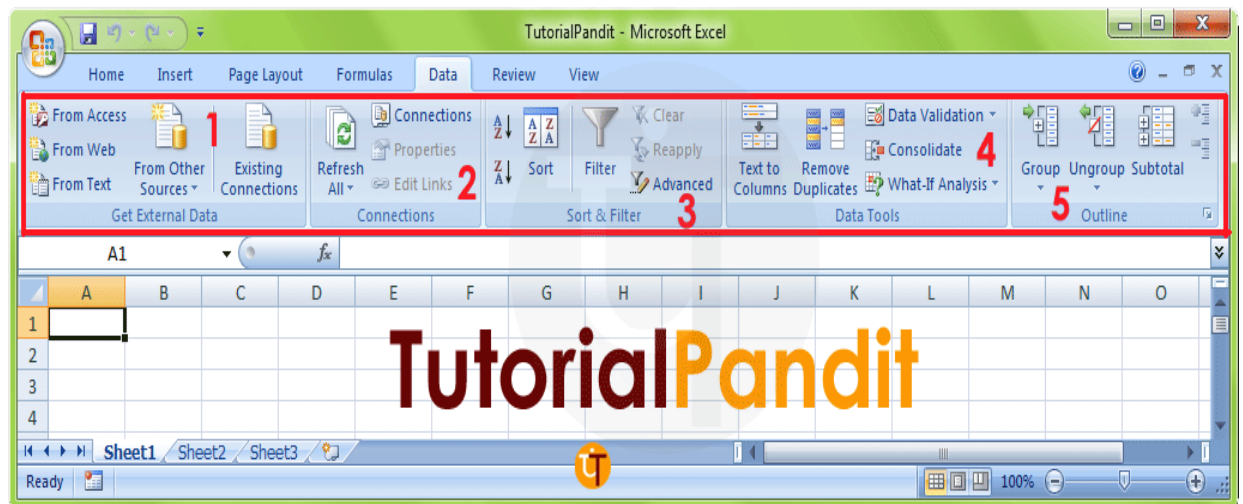 TutorialPandit - Microsoft Excel
Home Insert Page Layout Formulas Data Review View
From Access
From Web
From Text
From Other
Sources
1
Existing
Connections
Get External Data
Refresh
All
Connections
Properties
Edit Links
2
Connections
A
Z
Z
A
A Z
Z A
Sort
Filter
Clear
Reapply
Advanced
3
Sort & Filter
Text to
Columns
Remove
Duplicates
Data Validation
Consolidate
What-If Analysis
4
Data Tools
Group
Ungroup
Subtotal
5
Outline
A1
fx
A B C D E F G H I J K L M N O
1
2
3
4
TutorialPandit
Sheet1 Sheet2 Sheet3
Ready
100%